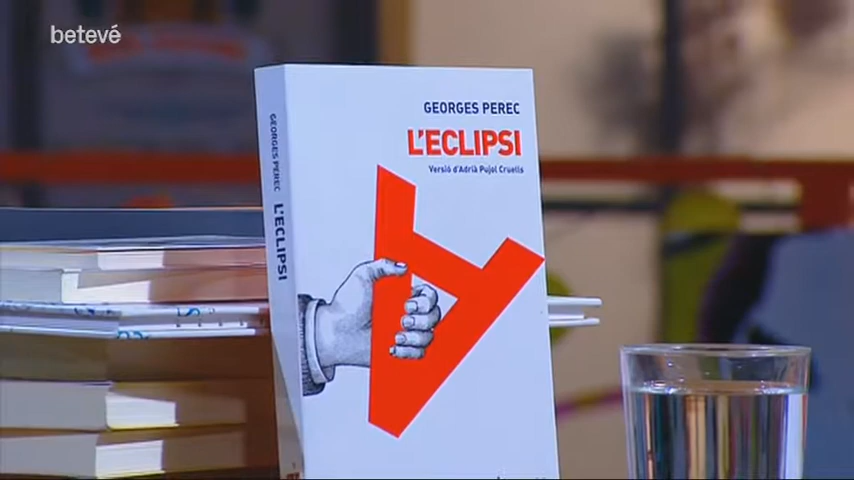 betevé
GEORGES PEREC
L'ECLIPSI
Versió d'Adrià Pujol Cruells
GEORGES PEREC L'ECLIPSI